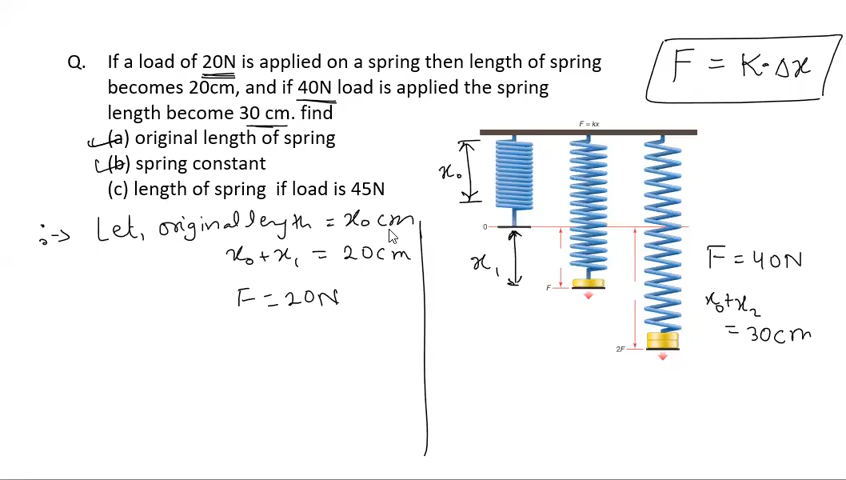 Q. If a load of 20N is applied on a spring then length of spring
becomes 20cm, and if 40N load is applied the spring
length become 30 cm. find
(a) original length of spring
(b) spring constant
(c) length of spring if load is 45N
F = K·Δx
F = kx
x₀
0
x₁
F
2F
∴→ Let, original length = x₀ cm
x₀ + x₁ = 20cm
F = 20N
F = 40N
x₀ + x₂
= 30cm